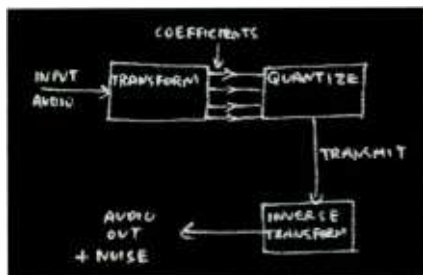 COEFFICIENTS
INPUT
AUDIO
TRANSFORM
QUANTIZE
TRANSMIT
INVERSE
TRANSFORM
AUDIO
OUT
+ NOISE